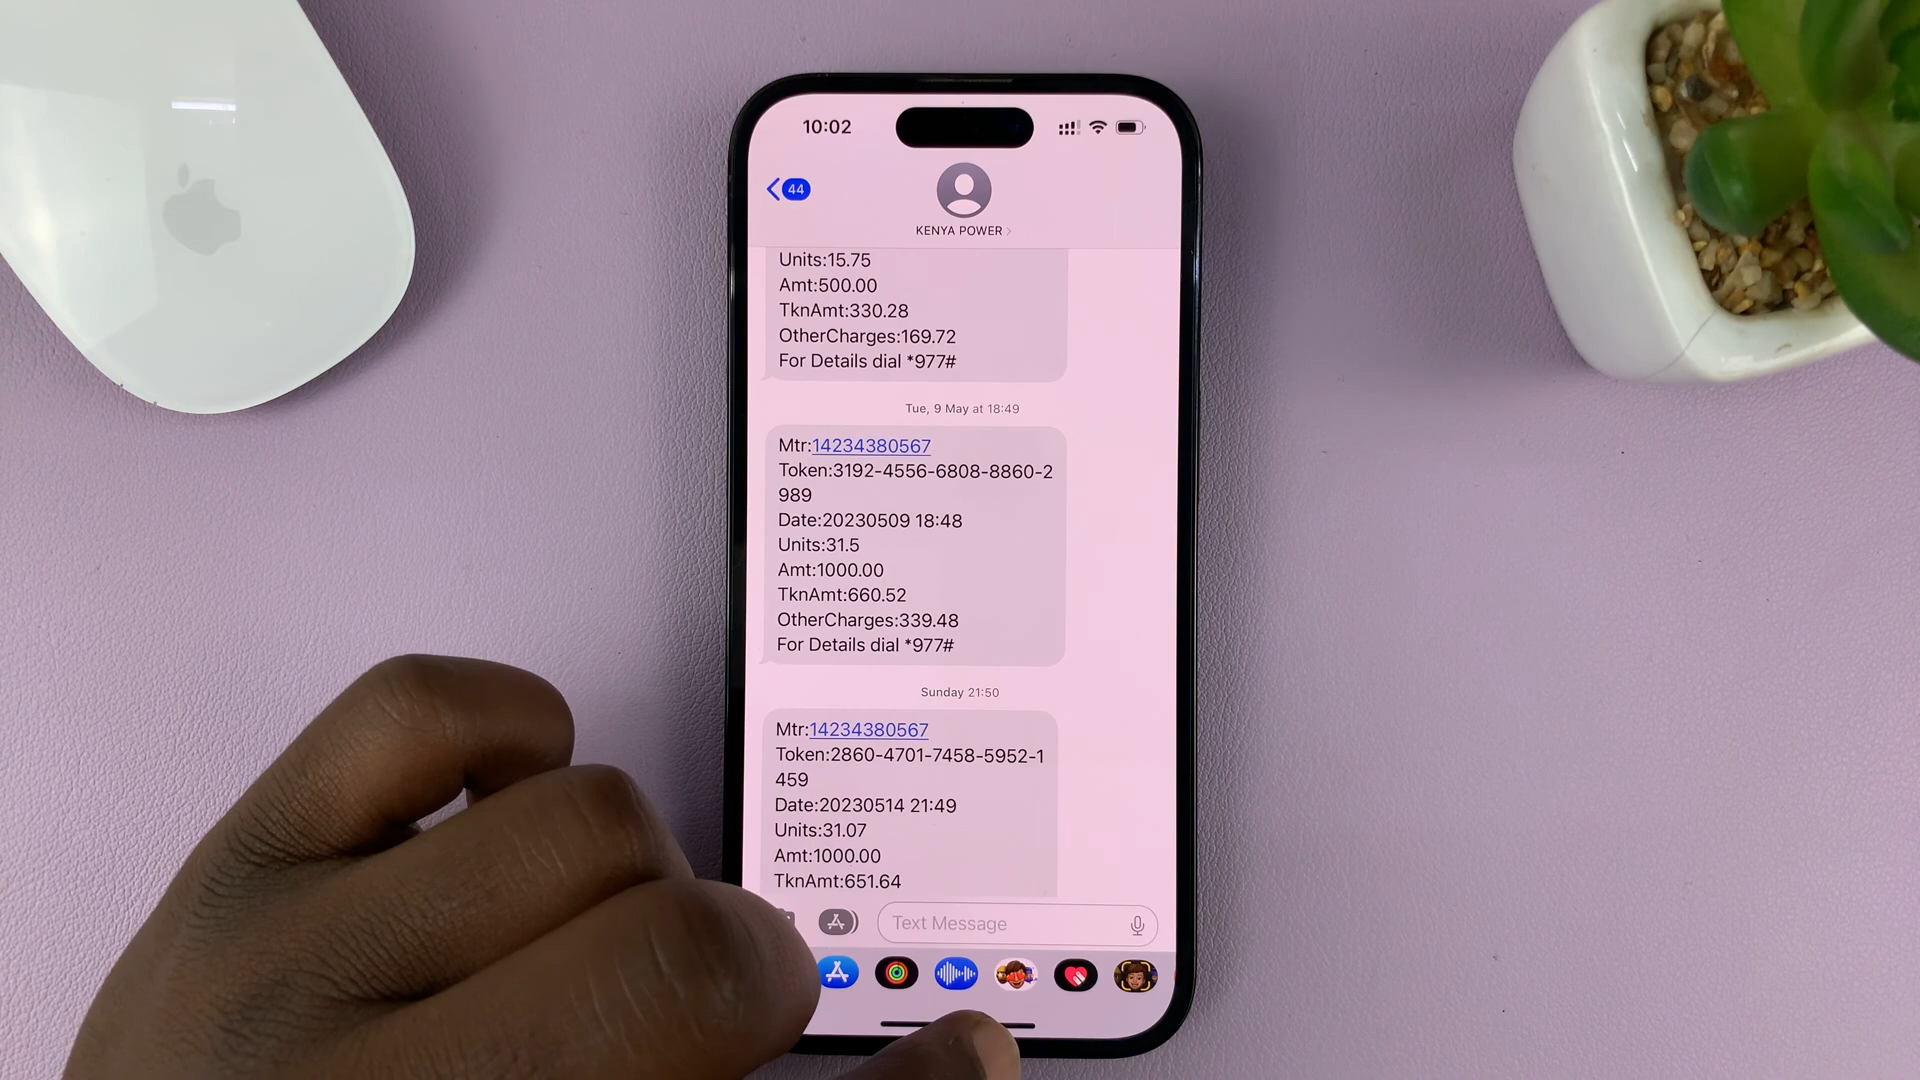 10:02
44
KENYA POWER
Units:15.75
Amt:500.00
TknAmt:330.28
OtherCharges:169.72
For Details dial *977#
Tue, 9 May at 18:49
Mtr:14234380567
Token:3192-4556-6808-8860-2
989
Date:20230509 18:48
Units:31.5
Amt:1000.00
TknAmt:660.52
OtherCharges:339.48
For Details dial *977#
Sunday 21:50
Mtr:14234380567
Token:2860-4701-7458-5952-1
459
Date:20230514 21:49
Units:31.07
Amt:1000.00
TknAmt:651.64
Text Message